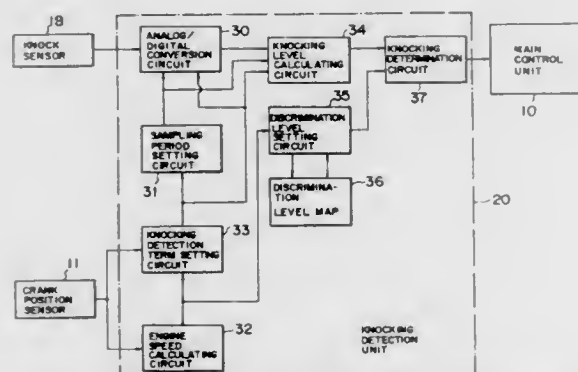 18
KNOCK
SENSOR
ANALOG/
DIGITAL
CONVERSION
CIRCUIT
30
KNOCKING
LEVEL
CALCULATING
CIRCUIT
34
KNOCKING
DETERMINATION
CIRCUIT
37
MAIN
CONTROL
UNIT
10
SAMPLING
PERIOD
SETTING
CIRCUIT
31
DISCRIMINATION
LEVEL
SETTING
CIRCUIT
35
DISCRIMINA-
TION
LEVEL MAP
36
20
KNOCKING
DETECTION
TERM SETTING
CIRCUIT
33
11
CRANK
POSITION
SENSOR
ENGINE
SPEED
CALCULATING
CIRCUIT
32
KNOCKING
DETECTION
UNIT